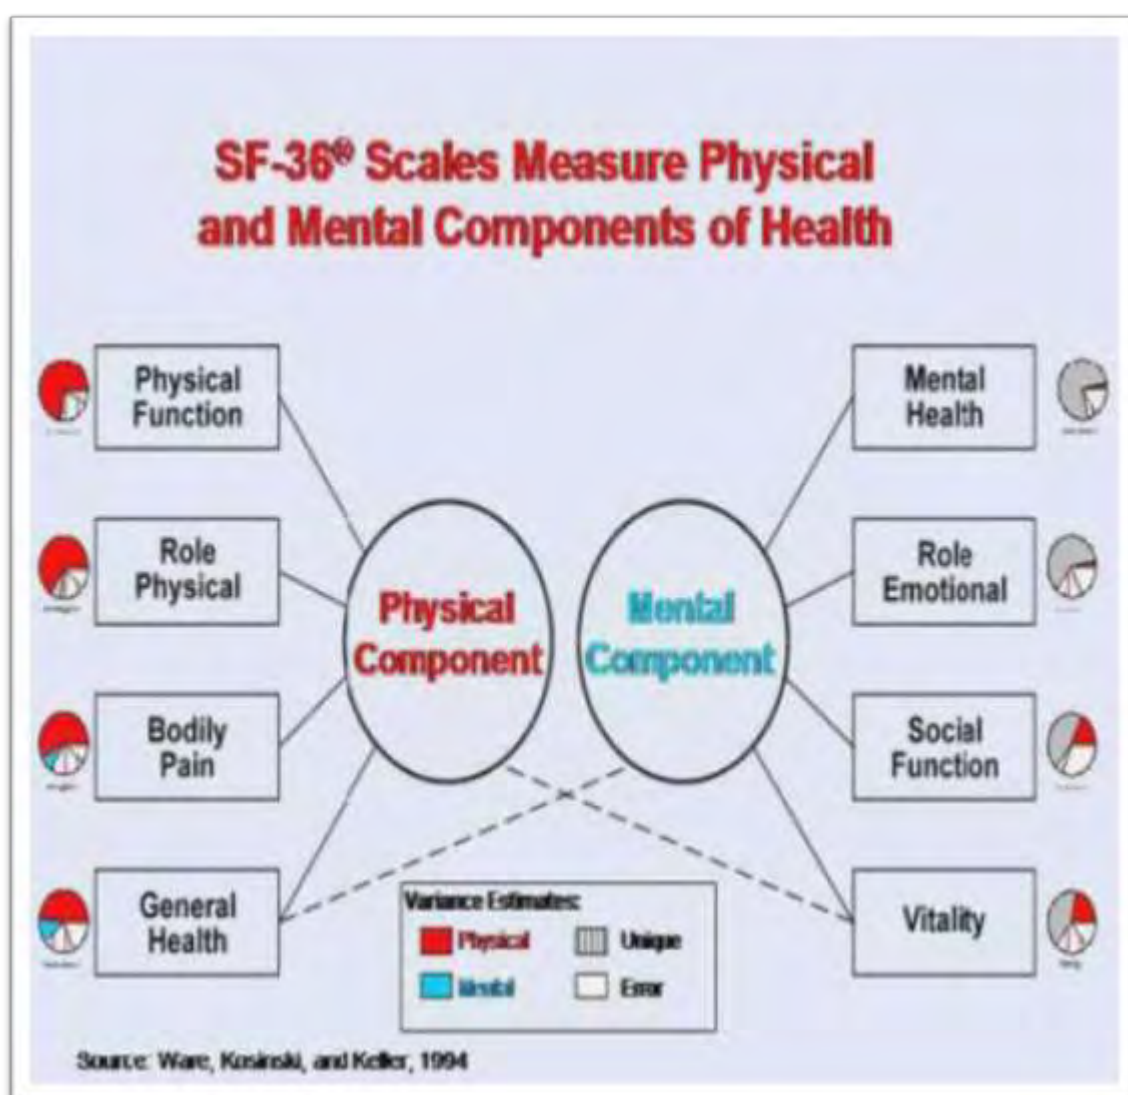 SF-36® Scales Measure Physical
and Mental Components of Health
Physical
Function
Mental
Health
Role
Physical
Role
Emotional
Physical
Component
Mental
Component
Bodily
Pain
Social
Function
General
Health
Vitality
Variance Estimates:
Physical
Unique
Mental
Error
Source: Ware, Kosinski, and Keller, 1994